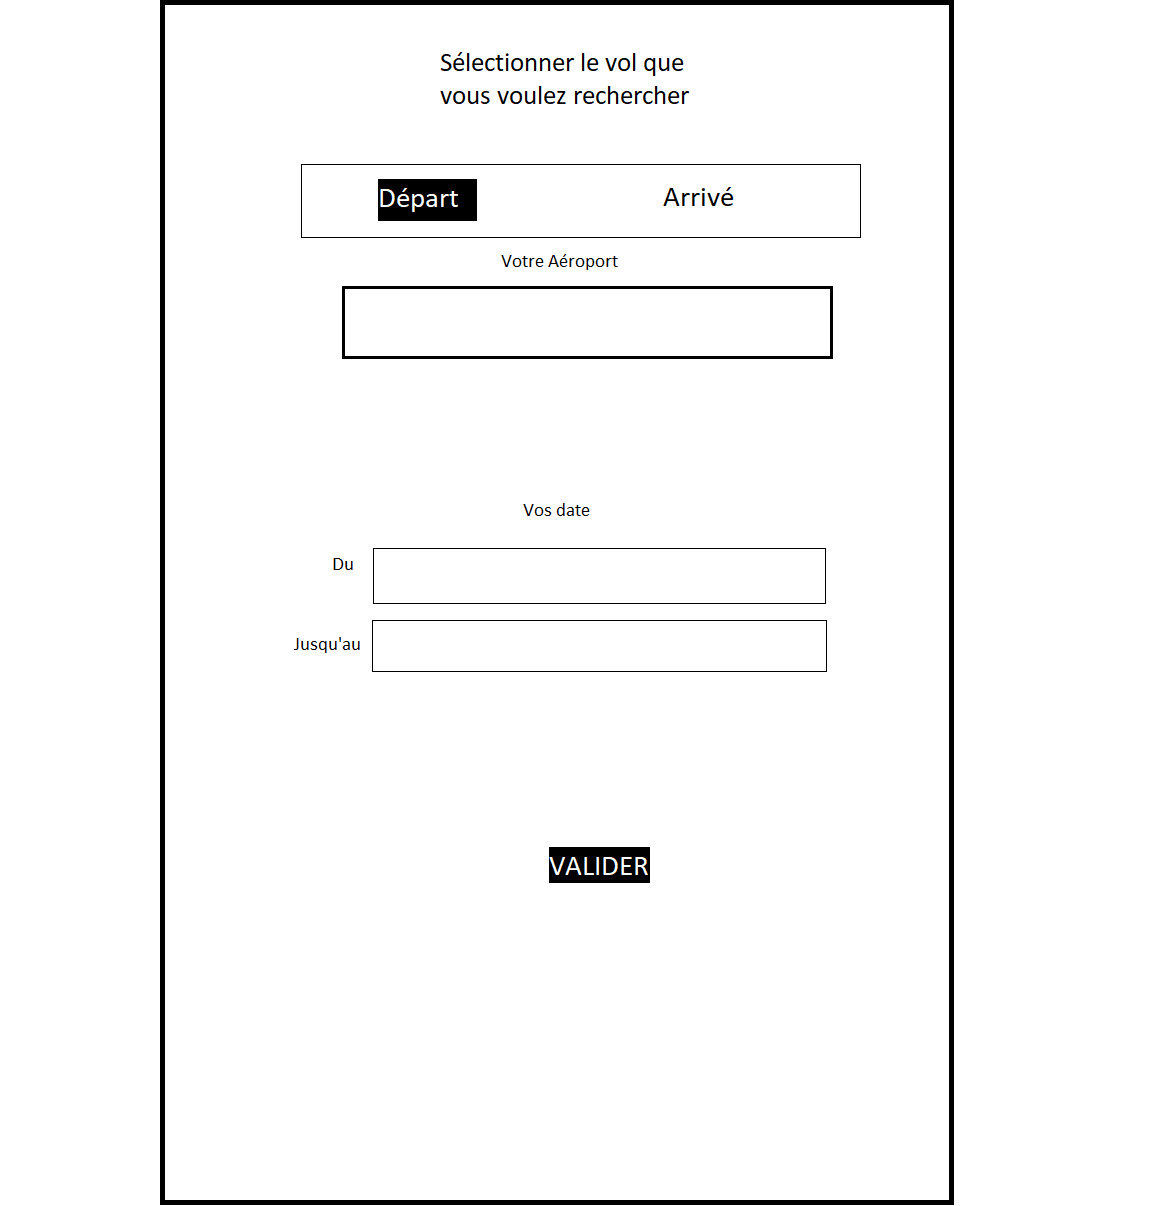 Sélectionner le vol que
vous voulez rechercher
Départ
Arrivé
Votre Aéroport
Vos date
Du
Jusqu'au
VALIDER